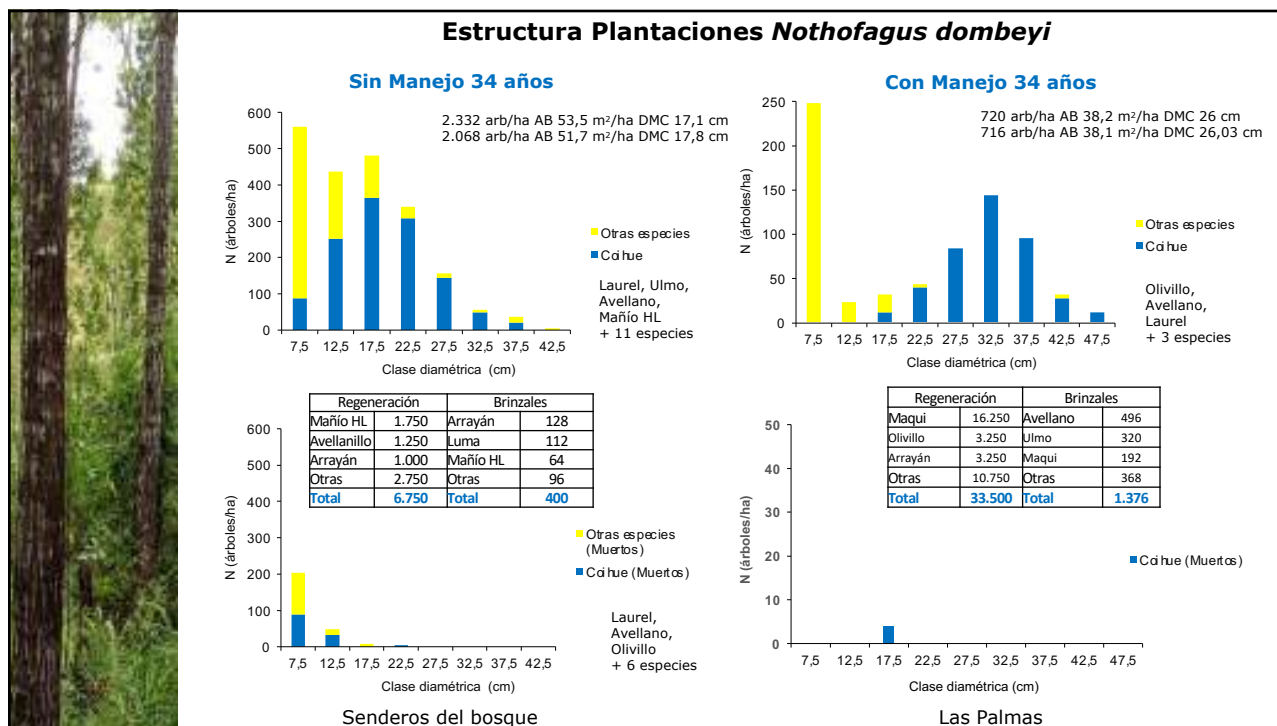 Estructura Plantaciones Nothofagus dombeyi
Sin Manejo 34 años
2.332 arb/ha AB 53,5 m²/ha DMC 17,1 cm
2.068 arb/ha AB 51,7 m²/ha DMC 17,8 cm
N (árboles/ha)
600
500
400
300
200
100
0
7,5 12,5 17,5 22,5 27,5 32,5 37,5 42,5
Clase diamétrica (cm)
Otras especies
Coihue
Laurel, Ulmo,
Avellano,
Mañío HL
+ 11 especies
Regeneración Brinzales
Mañío HL 1.750 Arrayán 128
Avellanillo 1.250 Luma 112
Arrayán 1.000 Mañío HL 64
Otras 2.750 Otras 96
Total 6.750 Total 400
N (árboles/ha)
600
500
400
300
200
100
0
7,5 12,5 17,5 22,5 27,5 32,5 37,5 42,5
Clase diamétrica (cm)
Otras especies
(Muertos)
Coihue (Muertos)
Laurel,
Avellano,
Olivillo
+ 6 especies
Senderos del bosque
Con Manejo 34 años
720 arb/ha AB 38,2 m²/ha DMC 26 cm
716 arb/ha AB 38,1 m²/ha DMC 26,03 cm
N (árboles/ha)
250
200
150
100
50
0
7,5 12,5 17,5 22,5 27,5 32,5 37,5 42,5 47,5
Clase diamétrica (cm)
Otras especies
Coihue
Olivillo,
Avellano,
Laurel
+ 3 especies
Regeneración Brinzales
Maqui 16.250 Avellano 496
Olivillo 3.250 Ulmo 320
Arrayán 3.250 Maqui 192
Otras 10.750 Otras 368
Total 33.500 Total 1.376
N (árboles/ha)
50
40
30
20
10
0
7,5 12,5 17,5 22,5 27,5 32,5 37,5 42,5 47,5
Clase diamétrica (cm)
Coihue (Muertos)
Las Palmas